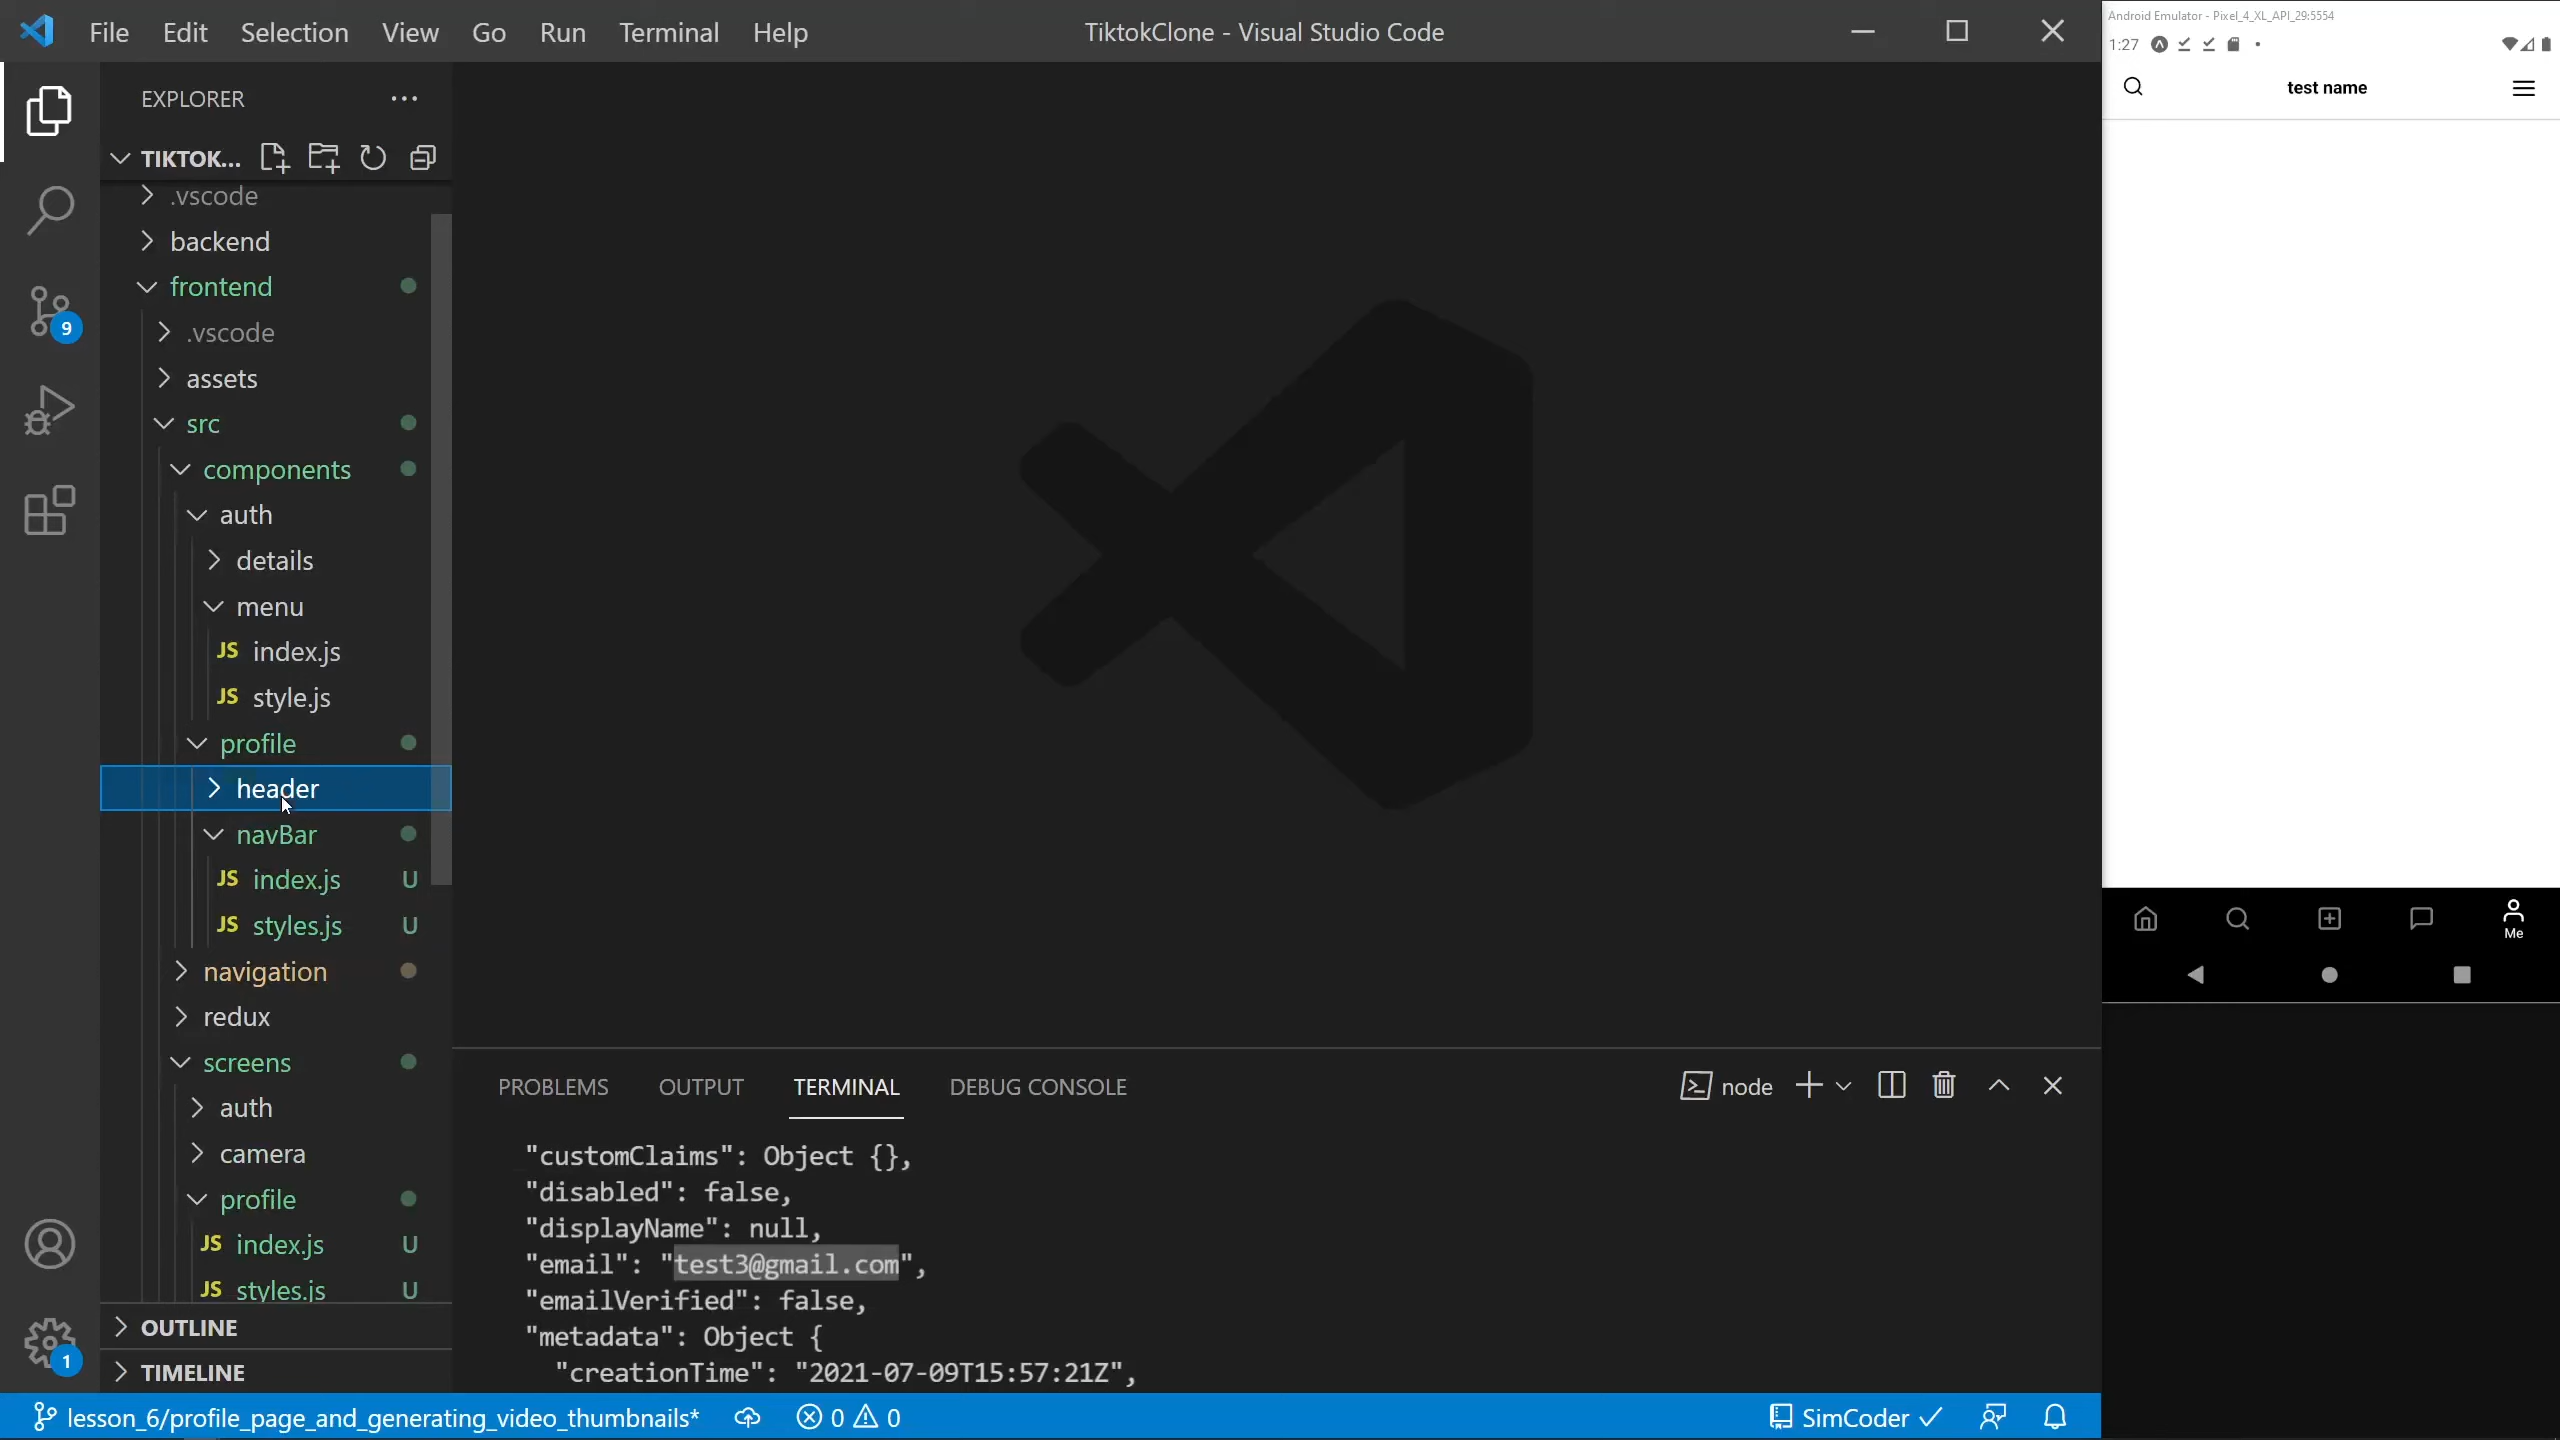 File Edit Selection View Go Run Terminal Help
TiktokClone - Visual Studio Code
EXPLORER
TIKTOK...
.vscode
backend
frontend
.vscode
assets
src
components
auth
details
menu
JS index.js
JS style.js
profile
header
navBar
JS index.js U
JS styles.js U
navigation
redux
screens
auth
camera
profile
JS index.js U
JS styles.js U
OUTLINE
TIMELINE
9
1
PROBLEMS OUTPUT TERMINAL DEBUG CONSOLE
node
"customClaims": Object {},
"disabled": false,
"displayName": null,
"email": "test3@gmail.com",
"emailVerified": false,
"metadata": Object {
"creationTime": "2021-07-09T15:57:21Z",
lesson_6/profile_page_and_generating_video_thumbnails* 0 0
SimCoder
Android Emulator - Pixel_4_XL_API_29:5554
1:27
test name
Me